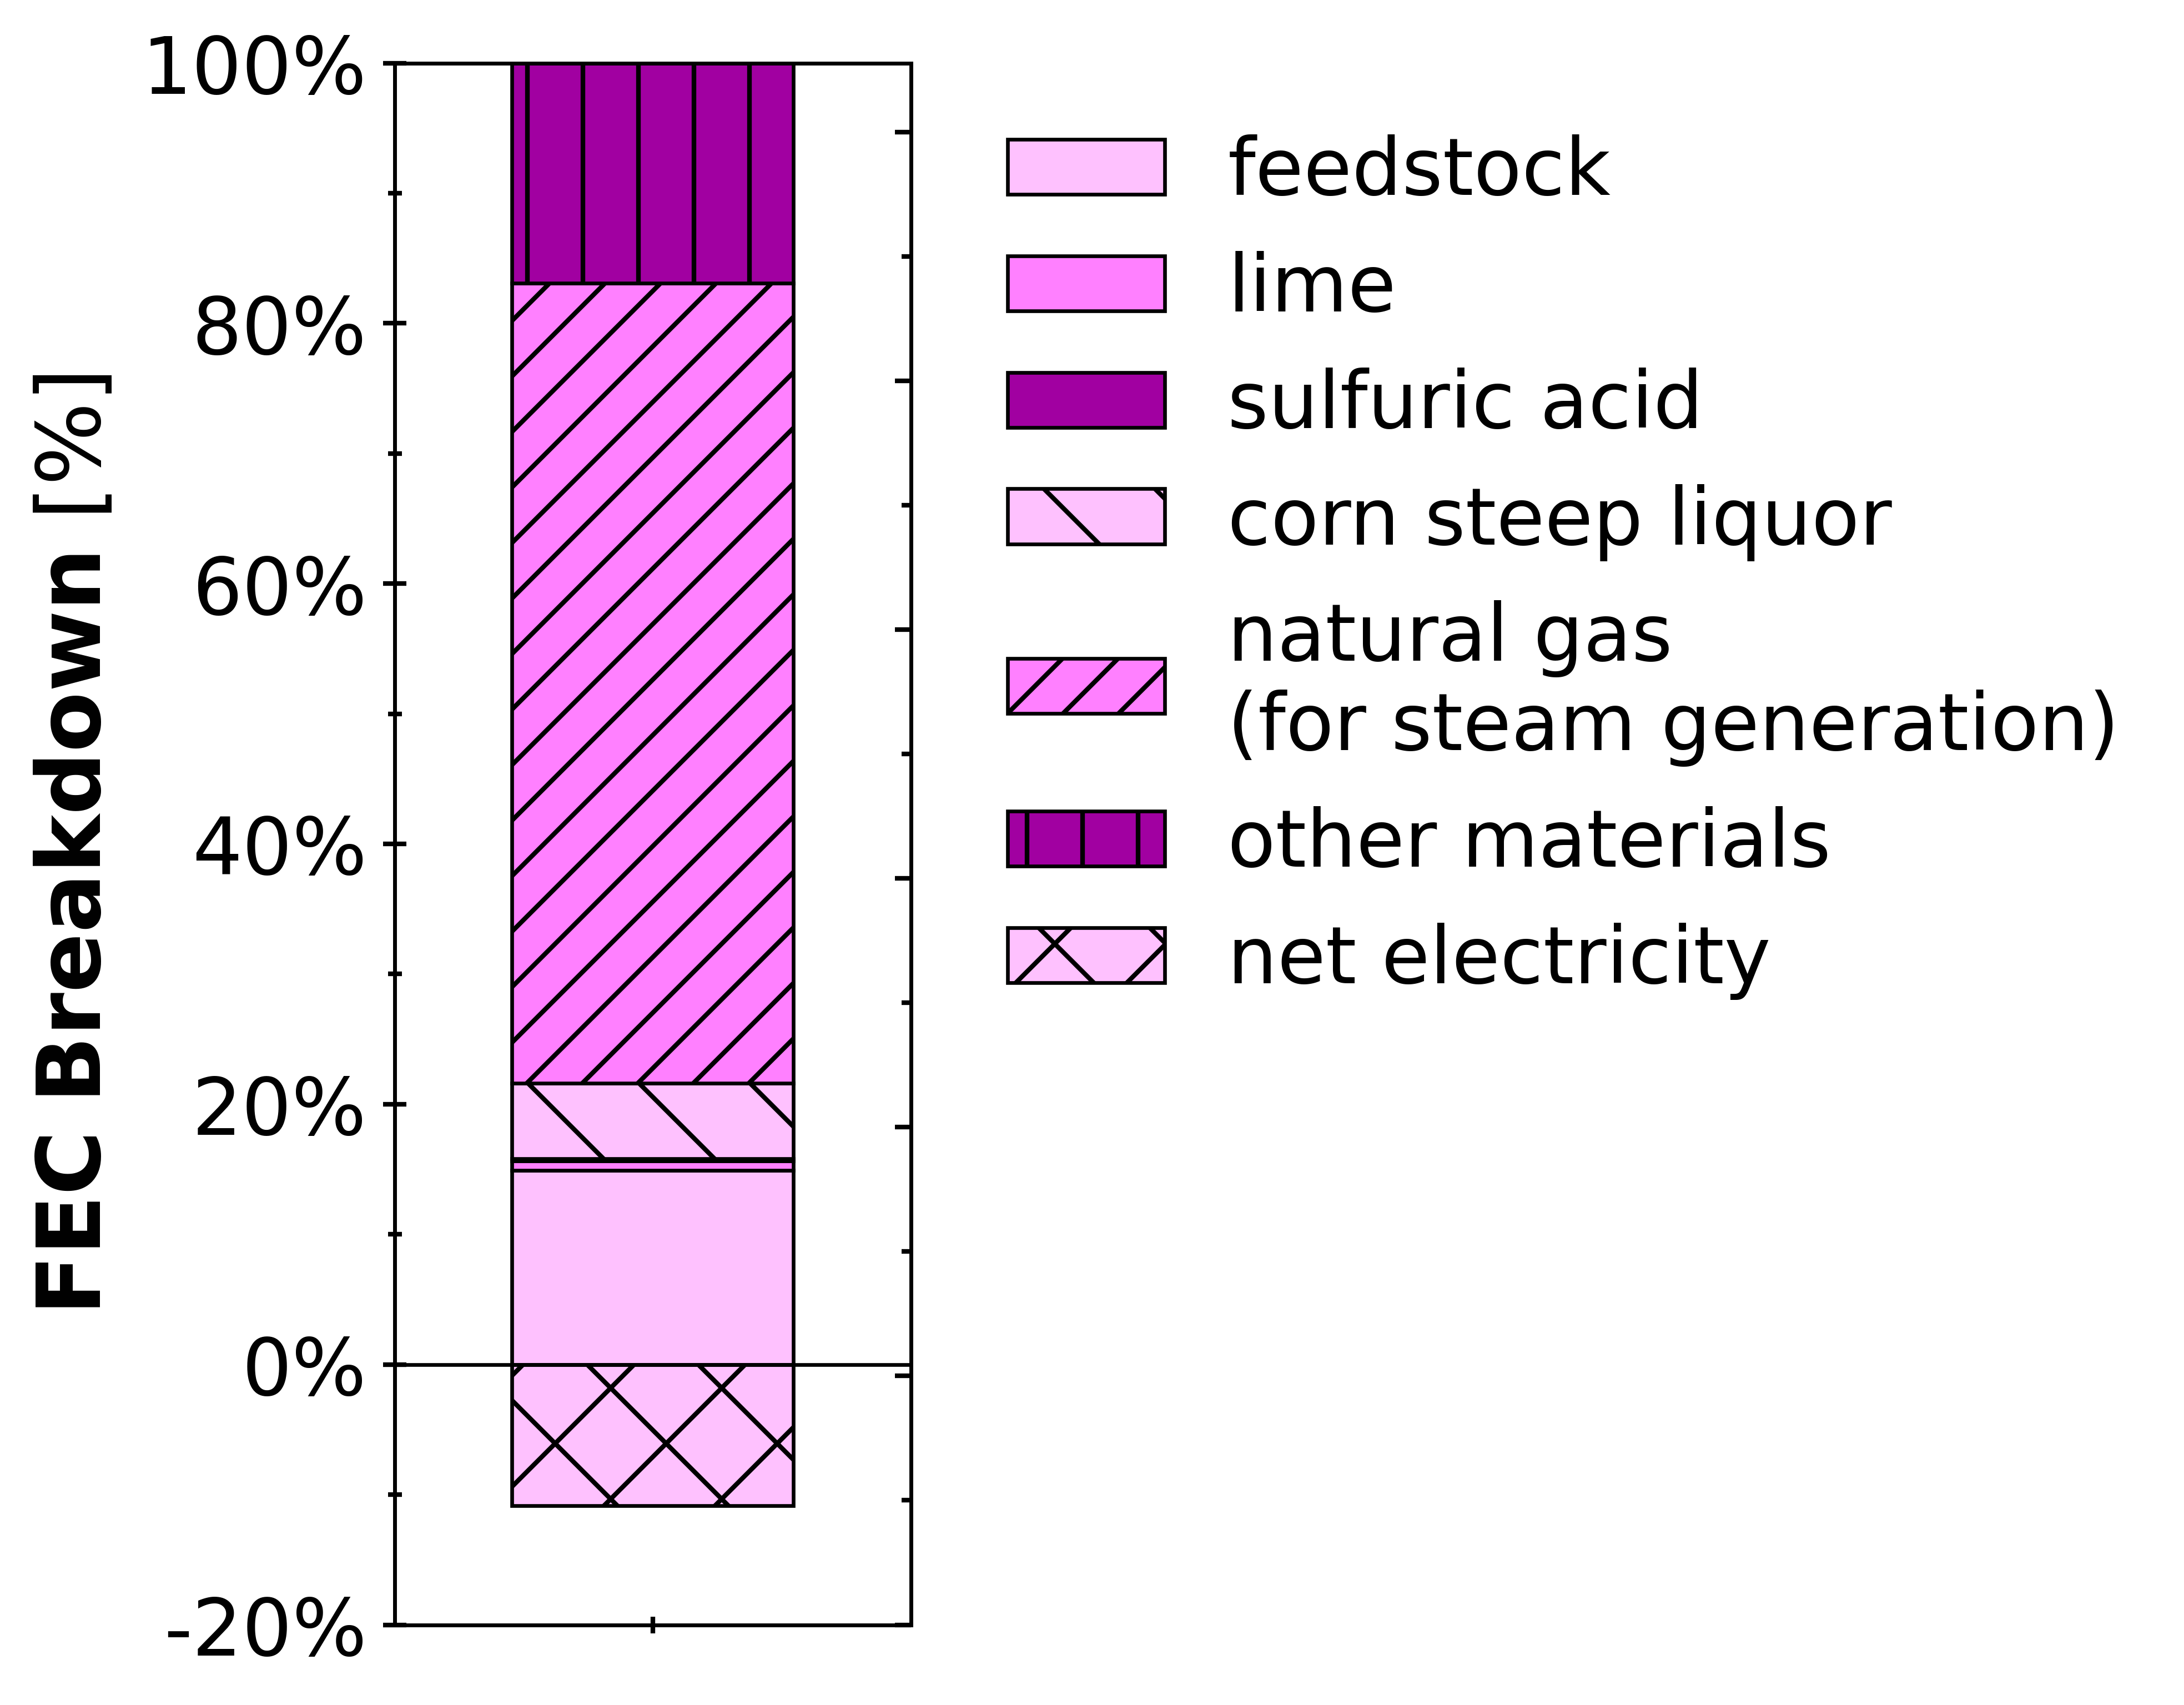 FEC Breakdown [%]
100%
80%
60%
40%
20%
0%
-20%
feedstock
lime
sulfuric acid
corn steep liquor
natural gas
(for steam generation)
other materials
net electricity